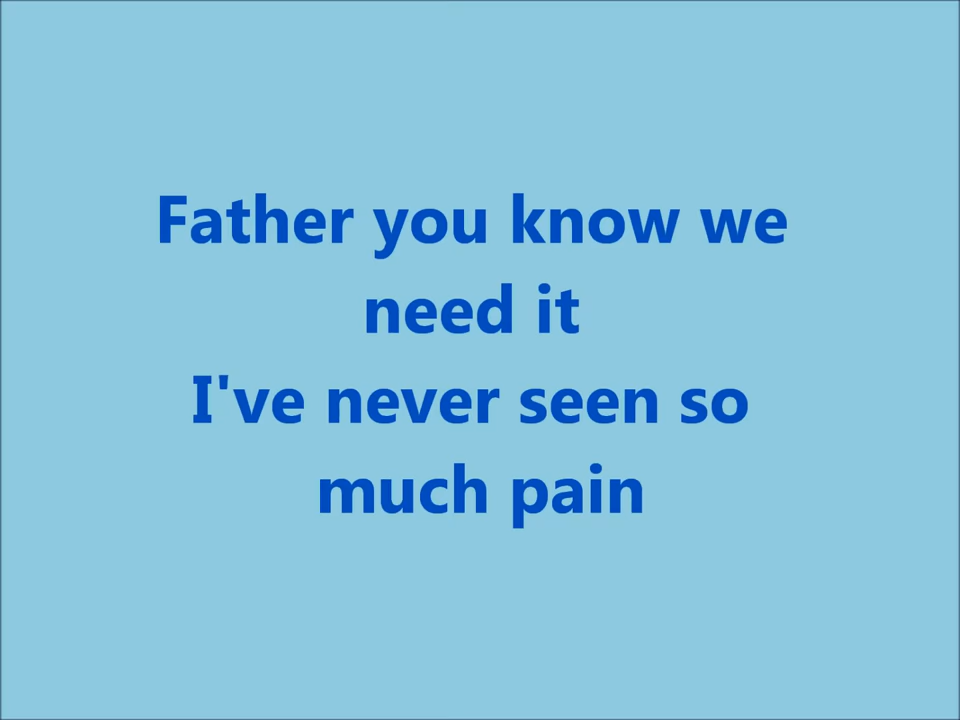 Father you know we
need it
I've never seen so
much pain